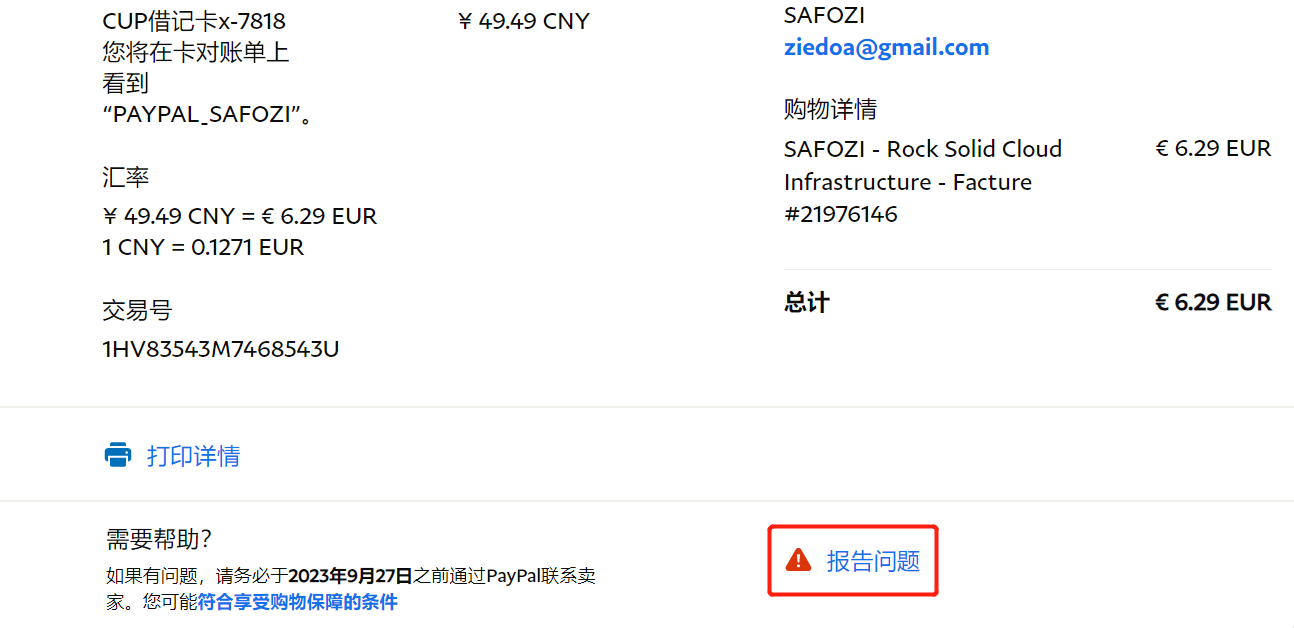 CUP借记卡x-7818
¥ 49.49 CNY
您将在卡对账单上
看到
“PAYPAL_SAFOZI”。
汇率
¥ 49.49 CNY = € 6.29 EUR
1 CNY = 0.1271 EUR
交易号
1HV83543M7468543U
SAFOZI
ziedoa@gmail.com
购物详情
SAFOZI - Rock Solid Cloud
€ 6.29 EUR
Infrastructure - Facture
#21976146
总计
€ 6.29 EUR
打印详情
需要帮助？
如果有问题，请务必于2023年9月27日之前通过PayPal联系卖
家。您可能符合享受购物保障的条件
报告问题